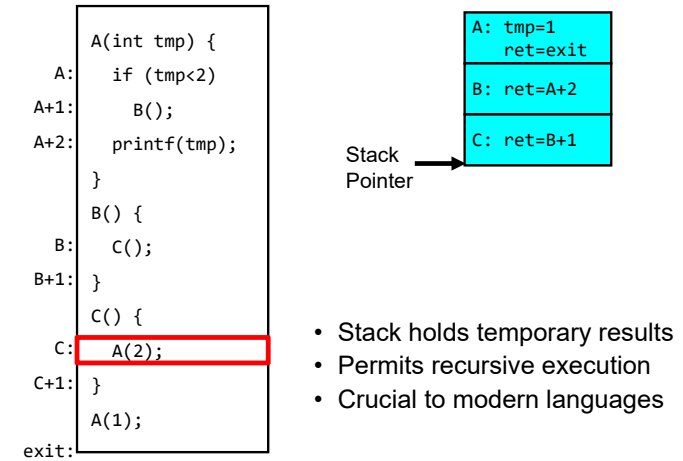 A(int tmp) {
A: if (tmp<2)
A+1: B();
A+2: printf(tmp);
}
B() {
B: C();
B+1: }
C() {
C: A(2);
C+1: }
A(1);
exit:
A: tmp=1
ret=exit
B: ret=A+2
C: ret=B+1
Stack
Pointer
• Stack holds temporary results
• Permits recursive execution
• Crucial to modern languages